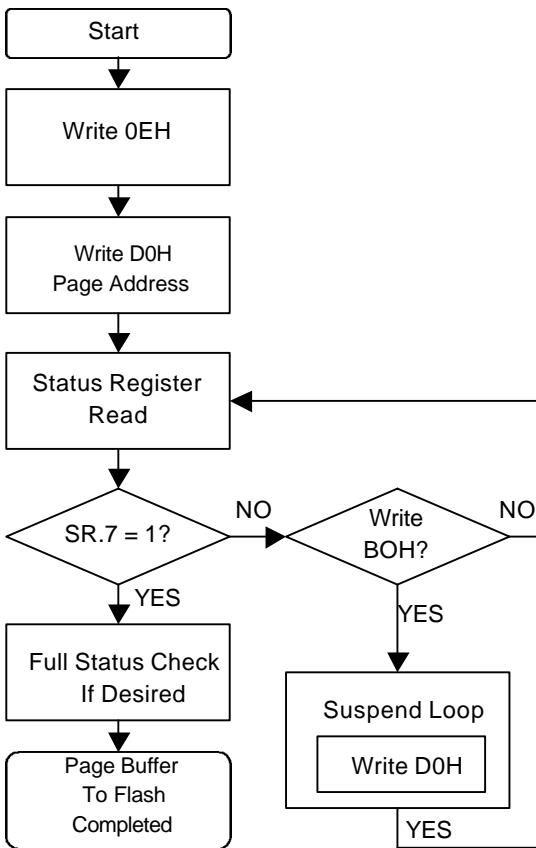 Start
Write 0EH
Write D0H
Page Address
Status Register
Read
SR.7 = 1?
NO
Write
BOH?
NO
YES
YES
Full Status Check
If Desired
Suspend Loop
Write D0H
YES
Page Buffer
To Flash
Completed